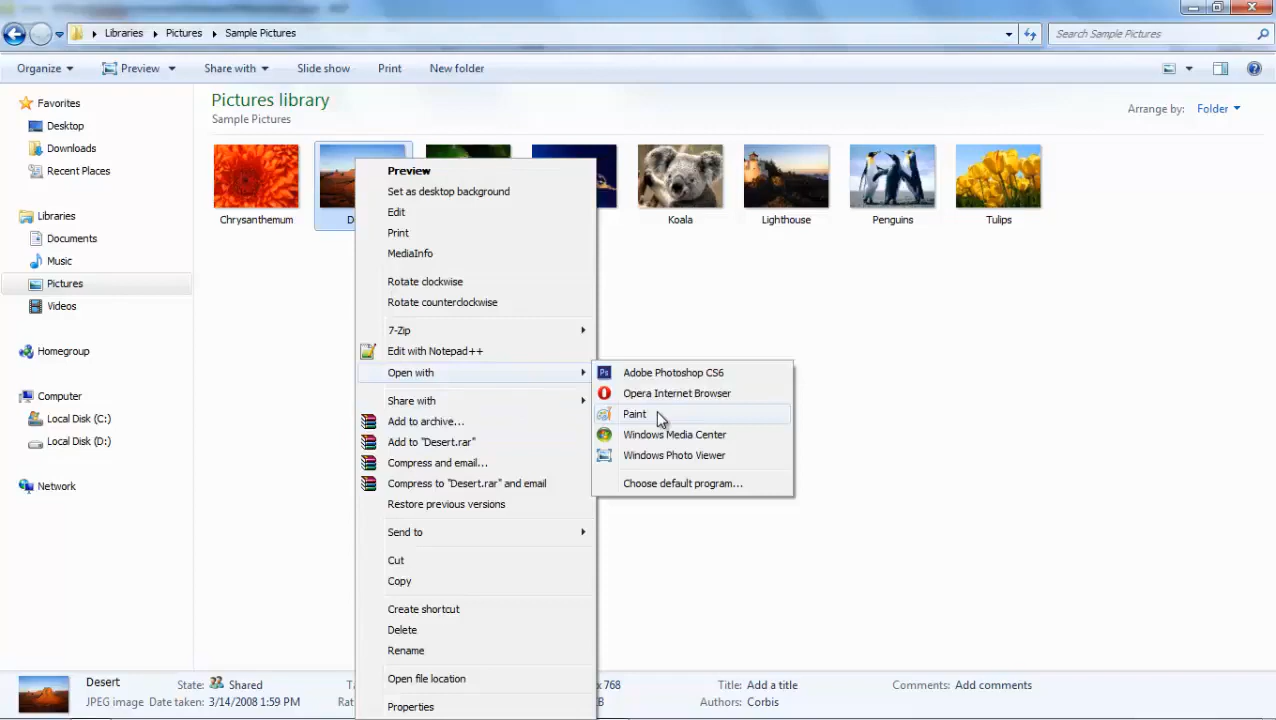 Libraries Pictures Sample Pictures
Search Sample Pictures
Organize Preview Share with Slide show Print New folder
Pictures library
Sample Pictures
Arrange by: Folder
Favorites
Desktop
Downloads
Recent Places
Libraries
Documents
Music
Pictures
Videos
Homegroup
Computer
Local Disk (C:)
Local Disk (D:)
Network
Chrysanthemum
D
Koala
Lighthouse
Penguins
Tulips
Preview
Set as desktop background
Edit
Print
MediaInfo
Rotate clockwise
Rotate counterclockwise
7-Zip
Edit with Notepad++
Open with
Share with
Add to archive...
Add to "Desert.rar"
Compress and email...
Compress to "Desert.rar" and email
Restore previous versions
Send to
Cut
Copy
Create shortcut
Delete
Rename
Open file location
Properties
Ps Adobe Photoshop CS6
Opera Internet Browser
Paint
Windows Media Center
Windows Photo Viewer
Choose default program...
Desert State: Shared x 768 Title: Add a title Comments: Add comments
JPEG image Date taken: 3/14/2008 1:59 PM Rat B Authors: Corbis